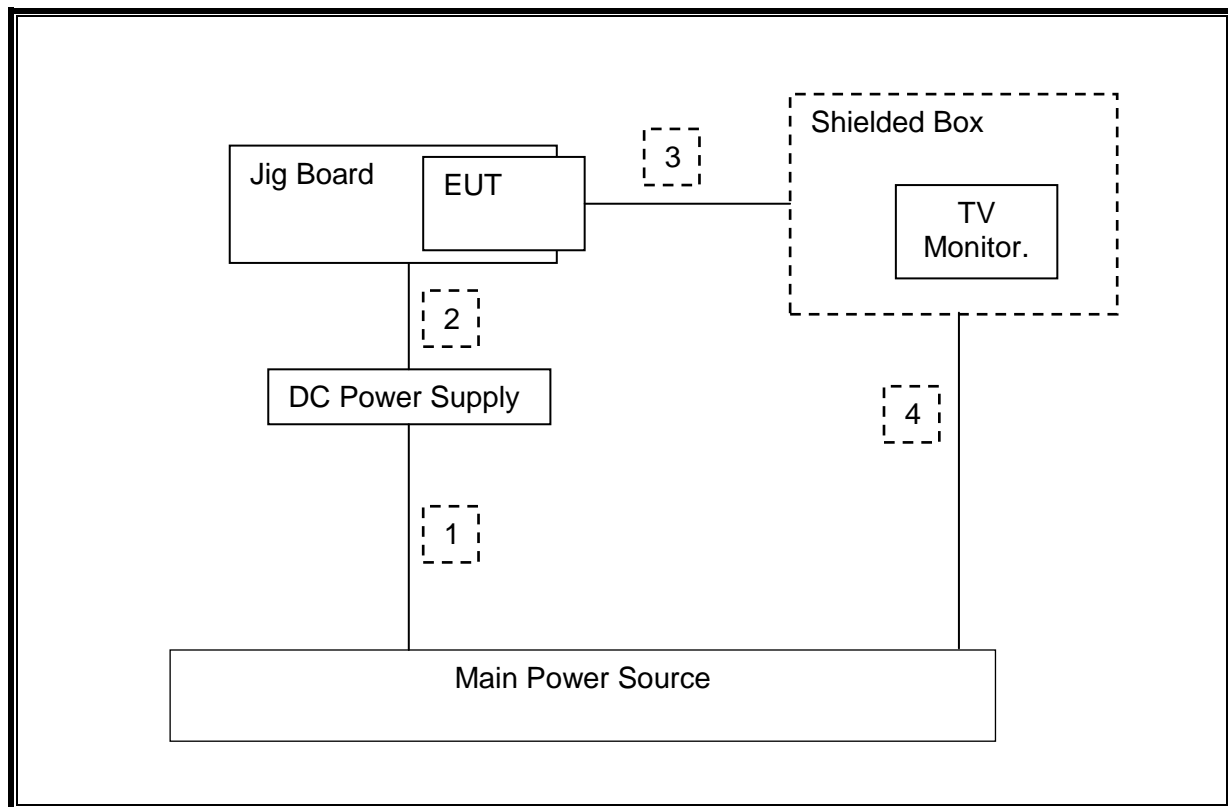 Shielded Box
3
Jig Board
EUT
TV
Monitor.
2
DC Power Supply
4
1
Main Power Source